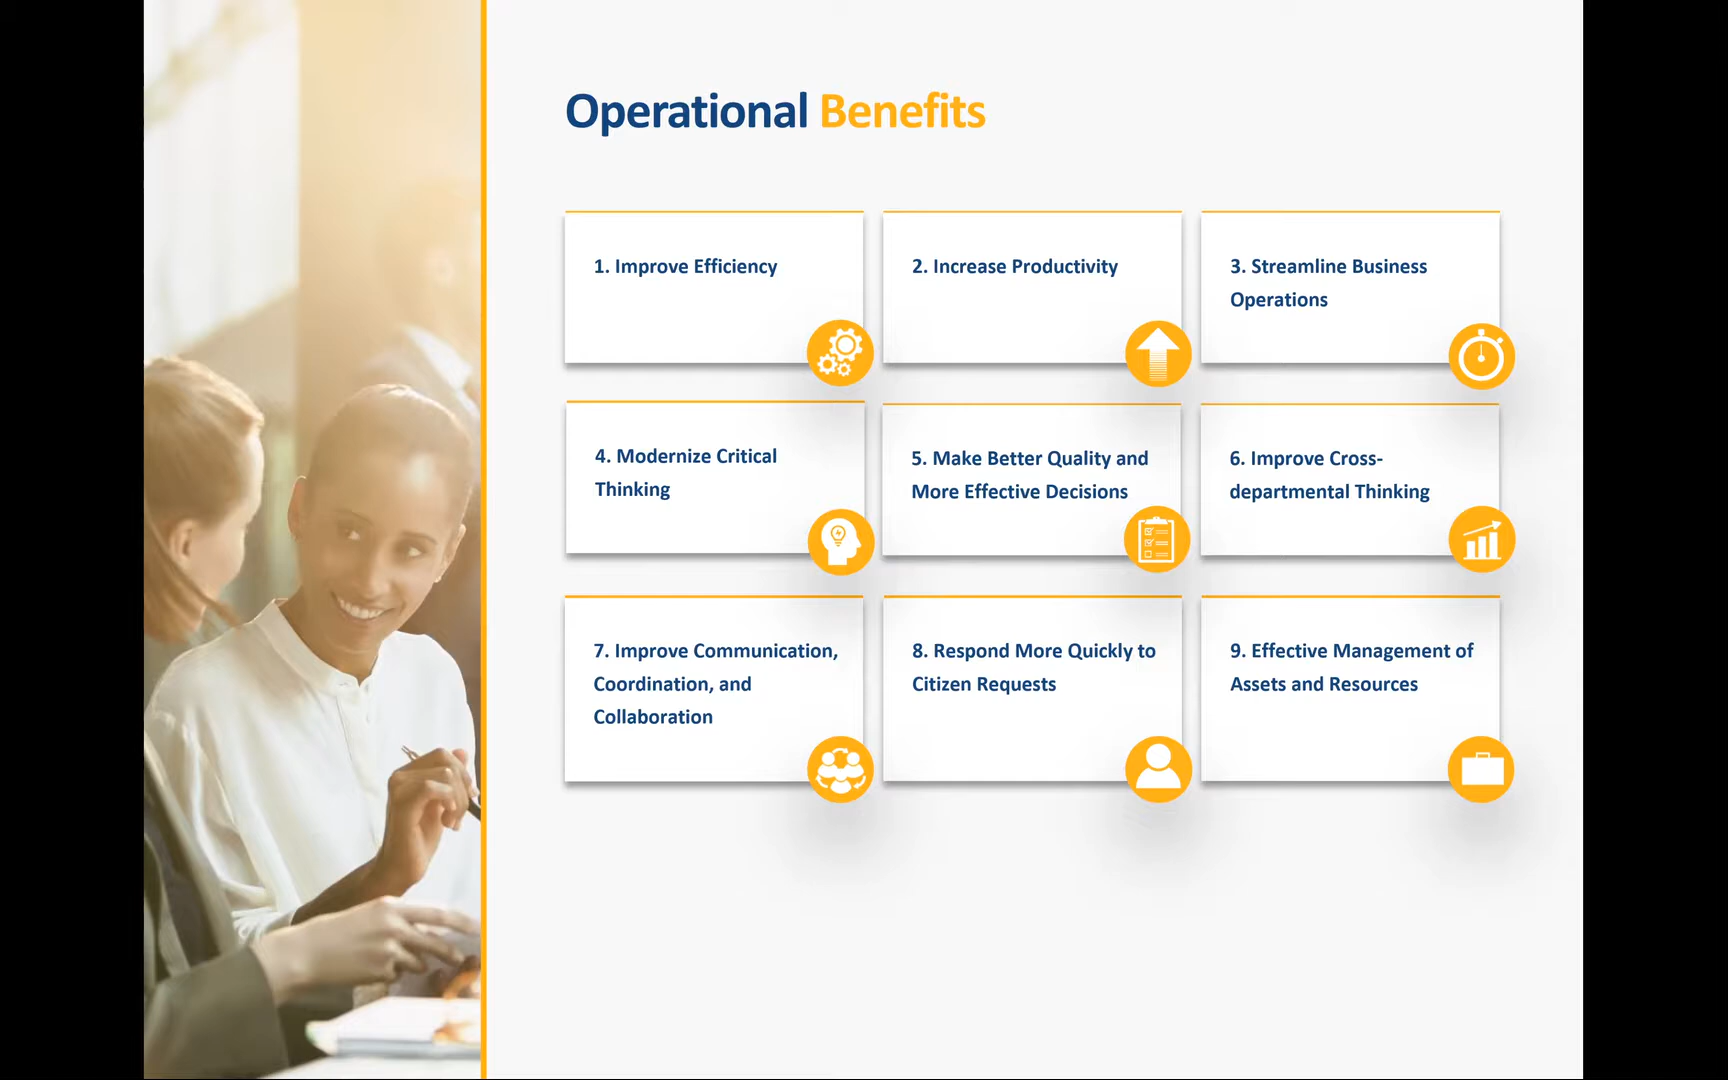 Operational Benefits
1. Improve Efficiency
2. Increase Productivity
3. Streamline Business
Operations
4. Modernize Critical
Thinking
5. Make Better Quality and
More Effective Decisions
6. Improve Cross-
departmental Thinking
7. Improve Communication,
Coordination, and
Collaboration
8. Respond More Quickly to
Citizen Requests
9. Effective Management of
Assets and Resources